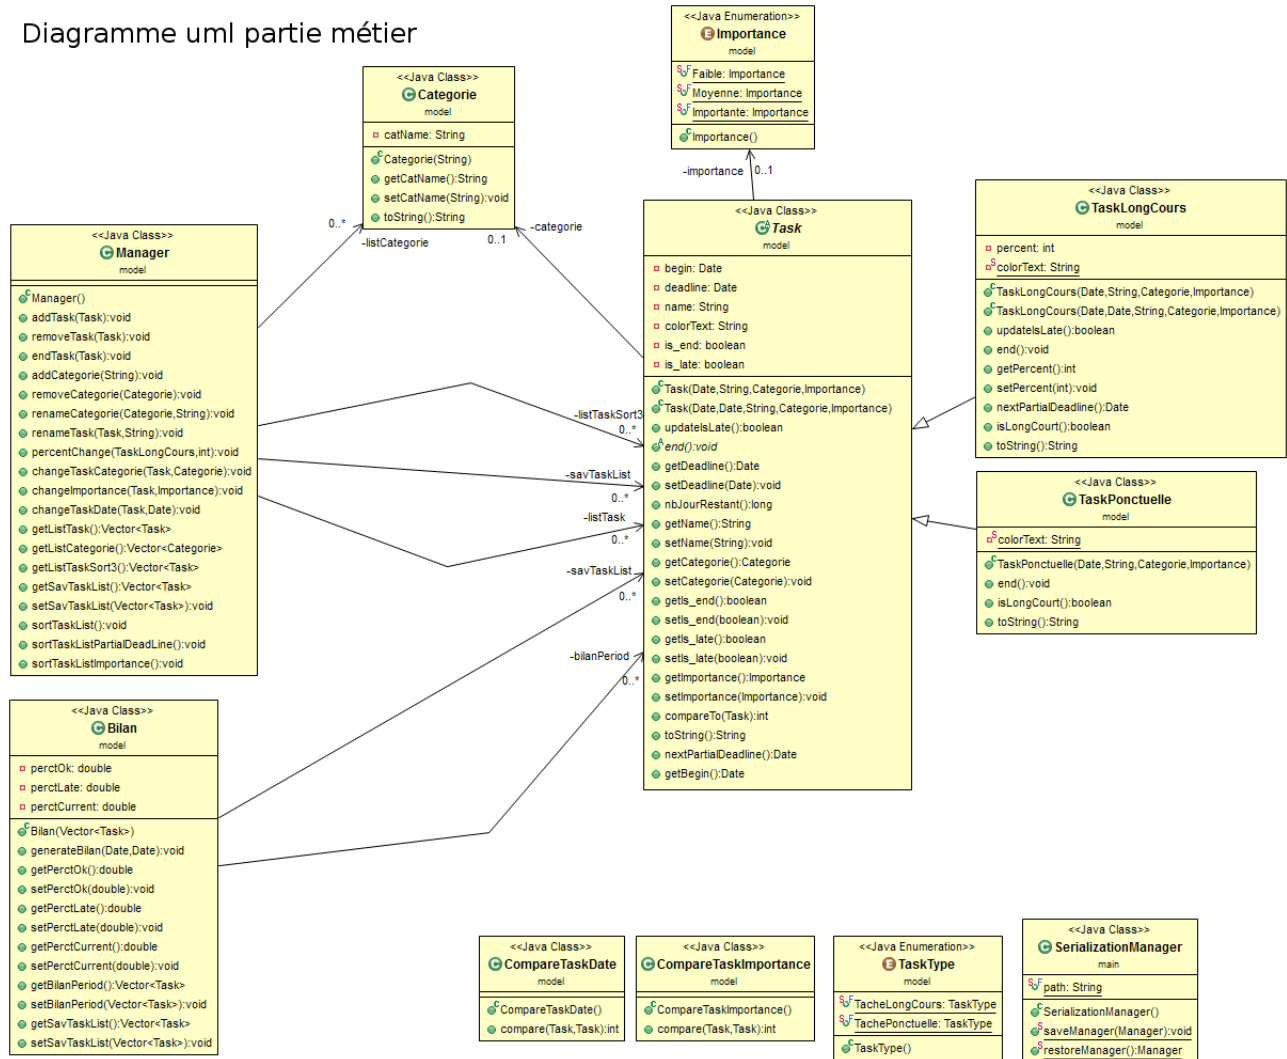 Diagramme uml partie métier
<<Java Enumeration>>
Importance
model
Faible: Importance
Moyenne: Importance
Importante: Importance
Importance()
-importance
0..1
<<Java Class>>
Categorie
model
catName: String
Categorie(String)
getCatName():String
setCatName(String):void
toString():String
0..*
-listCategorie
0..1
-categorie
<<Java Class>>
Manager
model
Manager()
addTask(Task):void
removeTask(Task):void
endTask(Task):void
addCategorie(String):void
removeCategorie(Categorie):void
renameCategorie(Categorie,String):void
renameTask(Task,String):void
percentChange(TaskLongCours,int):void
changeTaskCategorie(Task,Categorie):void
changeImportance(Task,Importance):void
changeTaskDate(Task,Date):void
getListTask():Vector<Task>
getListCategorie():Vector<Categorie>
getListTaskSort3():Vector<Task>
getSavTaskList():Vector<Task>
setSavTaskList(Vector<Task>):void
sortTaskList():void
sortTaskListPartialDeadLine():void
sortTaskListImportance():void
-listTaskSort3
0..*
-savTaskList
0..*
-listTask
0..*
-savTaskList
0..*
-bilanPeriod
0..*
<<Java Class>>
Task
model
begin: Date
deadline: Date
name: String
colorText: String
is_end: boolean
is_late: boolean
Task(Date,String,Categorie,Importance)
Task(Date,Date,String,Categorie,Importance)
updateIsLate():boolean
end():void
getDeadline():Date
setDeadline(Date):void
nbJourRestant():long
getName():String
setName(String):void
getCategorie():Categorie
setCategorie(Categorie):void
getIs_end():boolean
setIs_end(boolean):void
getIs_late():boolean
setIs_late(boolean):void
getImportance():Importance
setImportance(Importance):void
compareTo(Task):int
toString():String
nextPartialDeadline():Date
getBegin():Date
<<Java Class>>
TaskLongCours
model
percent: int
colorText: String
TaskLongCours(Date,String,Categorie,Importance)
TaskLongCours(Date,Date,String,Categorie,Importance)
updateIsLate():boolean
end():void
getPercent():int
setPercent(int):void
nextPartialDeadline():Date
isLongCourt():boolean
toString():String
<<Java Class>>
TaskPonctuelle
model
colorText: String
TaskPonctuelle(Date,String,Categorie,Importance)
end():void
isLongCourt():boolean
toString():String
<<Java Class>>
Bilan
model
perctOk: double
perctLate: double
perctCurrent: double
Bilan(Vector<Task>)
generateBilan(Date,Date):void
getPerctOk():double
setPerctOk(double):void
getPerctLate():double
setPerctLate(double):void
getPerctCurrent():double
setPerctCurrent(double):void
getBilanPeriod():Vector<Task>
setBilanPeriod(Vector<Task>):void
getSavTaskList():Vector<Task>
setSavTaskList(Vector<Task>):void
<<Java Class>>
CompareTaskDate
model
CompareTaskDate()
compare(Task,Task):int
<<Java Class>>
CompareTaskImportance
model
CompareTaskImportance()
compare(Task,Task):int
<<Java Enumeration>>
TaskType
model
TacheLongCours: TaskType
TachePonctuelle: TaskType
TaskType()
<<Java Class>>
SerializationManager
main
path: String
SerializationManager()
saveManager(Manager):void
restoreManager():Manager